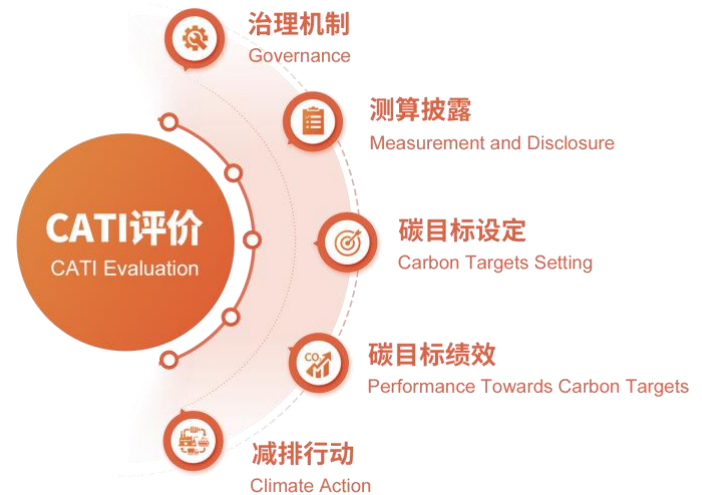 治理机制
Governance
测算披露
Measurement and Disclosure
CATI评价
CATI Evaluation
碳目标设定
Carbon Targets Setting
CO₂
碳目标绩效
Performance Towards Carbon Targets
减排行动
Climate Action